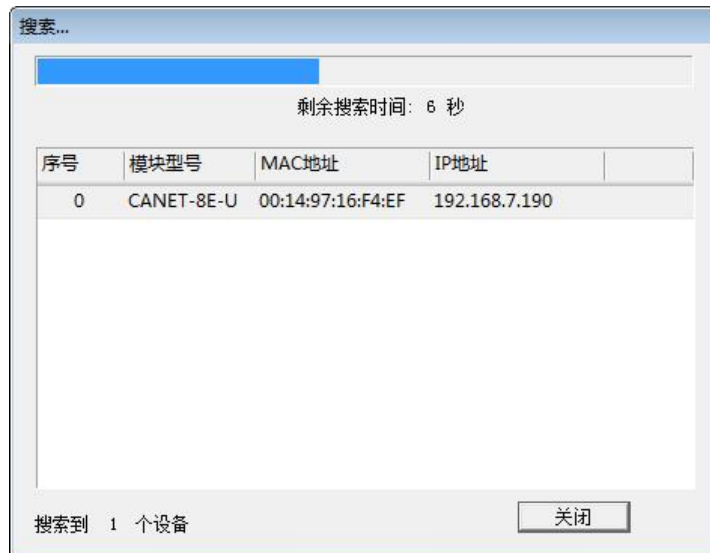 搜索...
剩余搜索时间: 6 秒
序号 模块型号 MAC地址 IP地址
0 CANET-8E-U 00:14:97:16:F4:EF 192.168.7.190
搜索到 1 个设备 关闭